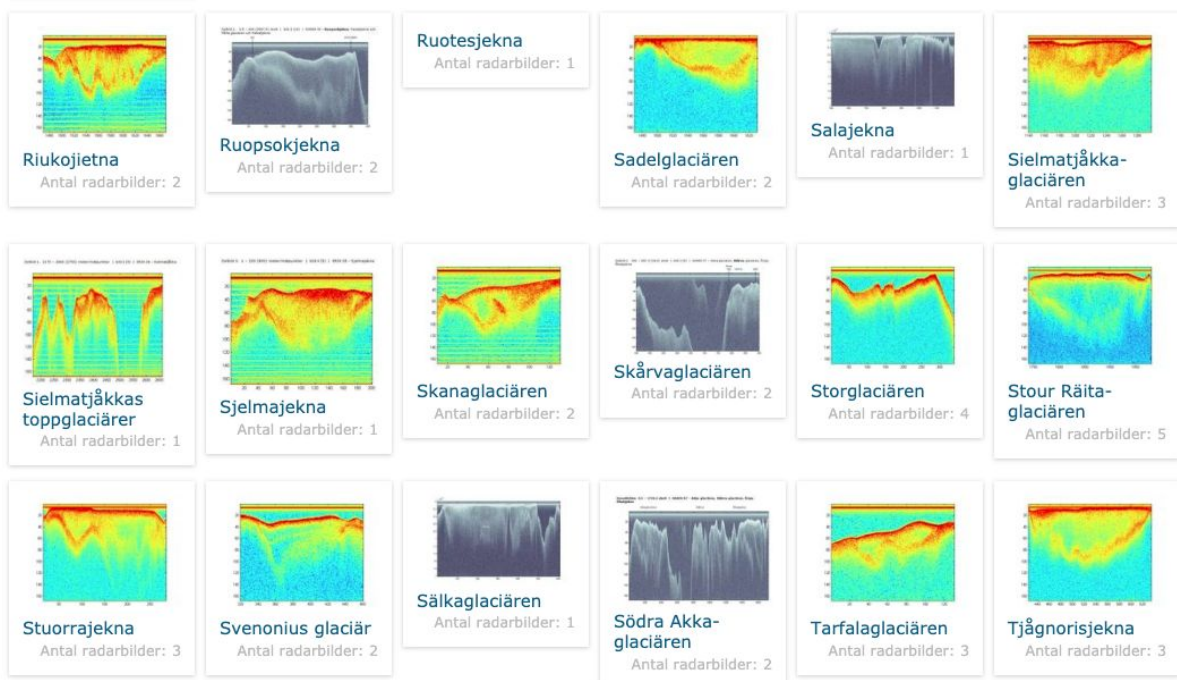 Riukojietna
Antal radarbilder: 2
Ruopsokjekna
Antal radarbilder: 2
Ruotesjekna
Antal radarbilder: 1
Sadelglaciären
Antal radarbilder: 2
Salajekna
Antal radarbilder: 1
Sielmatjåkka-
glaciären
Antal radarbilder: 3
Sielmatjåkkas
toppglaciärer
Antal radarbilder: 1
Sjelmajekna
Antal radarbilder: 1
Skanaglaciären
Antal radarbilder: 2
Skårvaglaciären
Antal radarbilder: 2
Storglaciären
Antal radarbilder: 4
Stour Räita-
glaciären
Antal radarbilder: 5
Stuorrajekna
Antal radarbilder: 3
Svenonius glaciär
Antal radarbilder: 2
Sälkaglaciären
Antal radarbilder: 1
Södra Akka-
glaciären
Antal radarbilder: 2
Tarfalaglaciären
Antal radarbilder: 3
Tjågnorisjekna
Antal radarbilder: 3